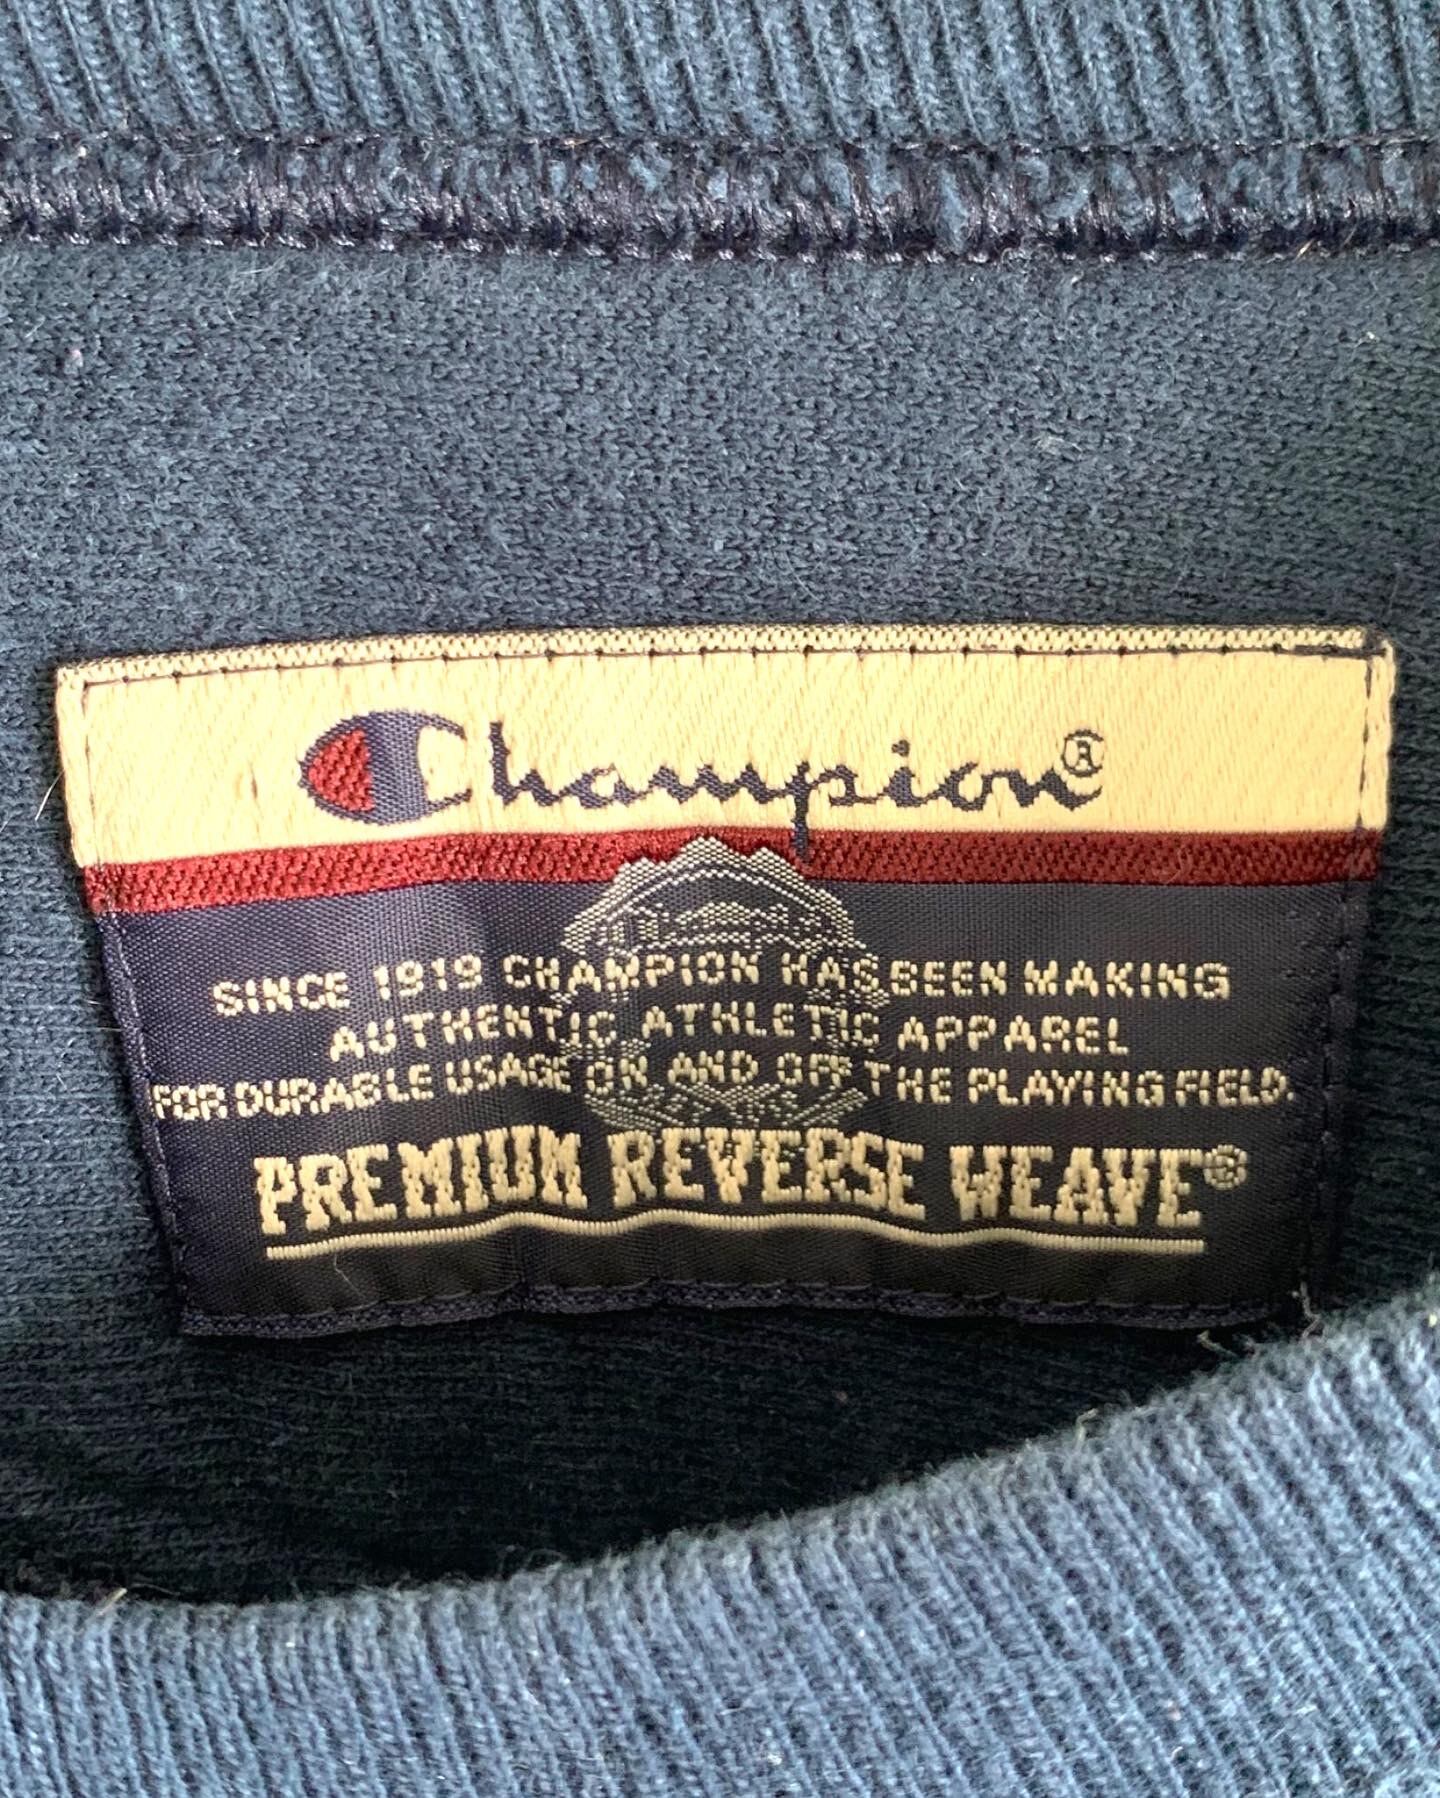 Champion®
SINCE 1919 CHAMPION HAS BEEN MAKING
AUTHENTIC ATHLETIC APPAREL
FOR DURABLE USAGE ON AND OFF THE PLAYING FIELD.
PREMIUM REVERSE WEAVE®